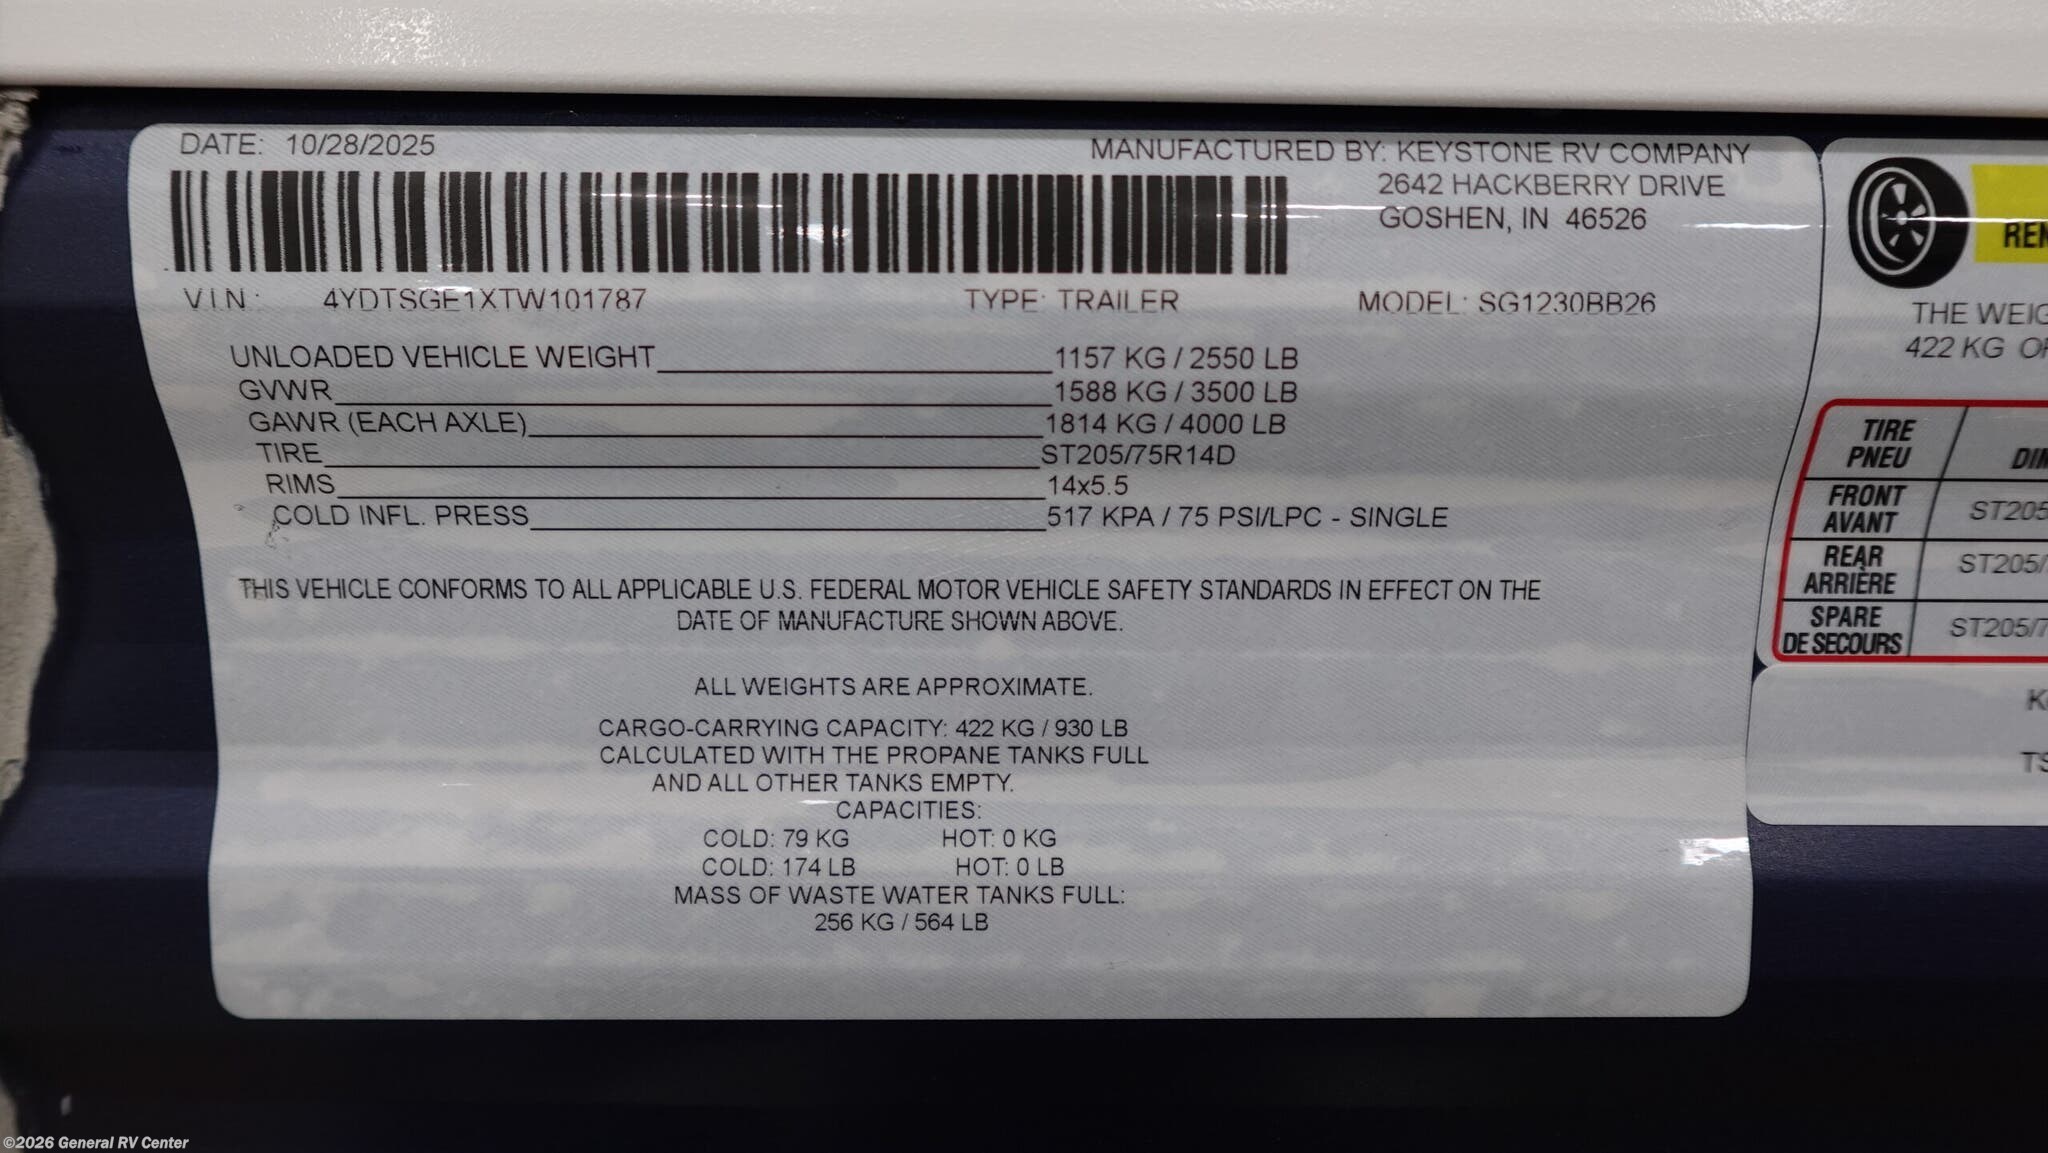 DATE: 10/28/2025
MANUFACTURED BY: KEYSTONE RV COMPANY
2642 HACKBERRY DRIVE
GOSHEN, IN 46526
V.I.N.: 4YDTSGE1XTW101787 TYPE: TRAILER MODEL: SG1230BB26
UNLOADED VEHICLE WEIGHT 1157 KG / 2550 LB
GVWR 1588 KG / 3500 LB
GAWR (EACH AXLE) 1814 KG / 4000 LB
TIRE ST205/75R14D
RIMS 14x5.5
COLD INFL. PRESS 517 KPA / 75 PSI/LPC - SINGLE
THIS VEHICLE CONFORMS TO ALL APPLICABLE U.S. FEDERAL MOTOR VEHICLE SAFETY STANDARDS IN EFFECT ON THE
DATE OF MANUFACTURE SHOWN ABOVE.
ALL WEIGHTS ARE APPROXIMATE.
CARGO-CARRYING CAPACITY: 422 KG / 930 LB
CALCULATED WITH THE PROPANE TANKS FULL
AND ALL OTHER TANKS EMPTY.
CAPACITIES:
COLD: 79 KG HOT: 0 KG
COLD: 174 LB HOT: 0 LB
MASS OF WASTE WATER TANKS FULL:
256 KG / 564 LB
THE
422 KG
TIRE
PNEU
FRONT
AVANT
ST205
REAR
ARRIÈRE
ST205/
SPARE
DE SECOURS
ST205/7
©2026 General RV Center